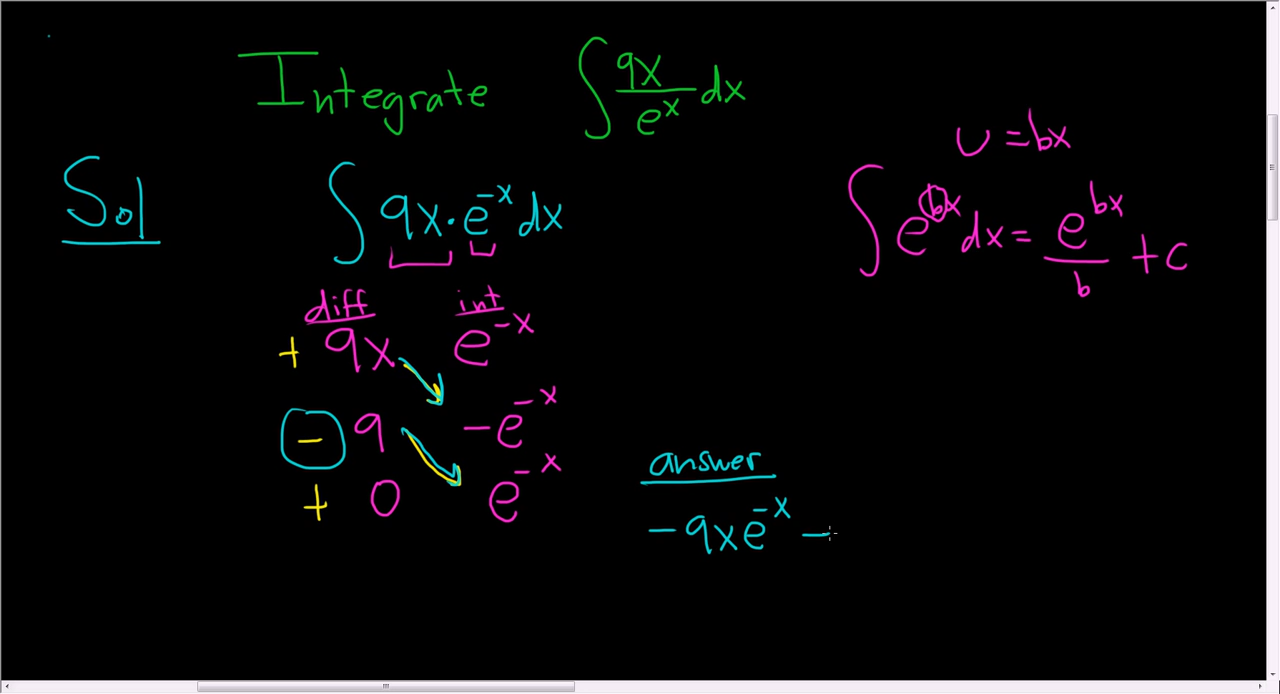 Integrate ∫ 9x/e^x dx
u = bx
Sol ∫ 9x · e^-x dx
∫ e^bx dx = e^bx/b + c
diff int
+ 9x e^-x
- 9 -e^-x
+ 0 e^-x
answer
-9xe^-x -